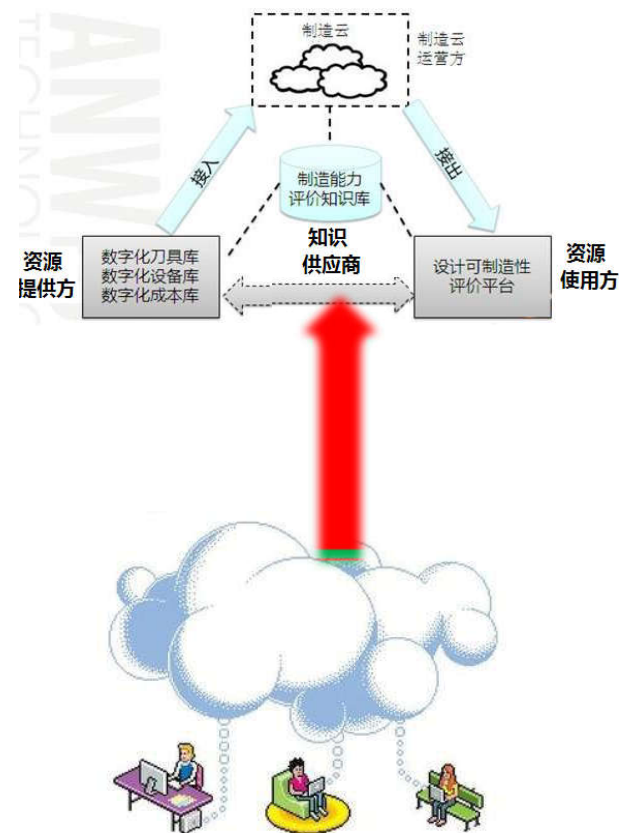 制造云
制造云
运营方
接入
接出
制造能力
评价知识库
知识
供应商
资源
提供方
数字化刀具库
数字化设备库
数字化成本库
设计可制造性
评价平台
资源
使用方